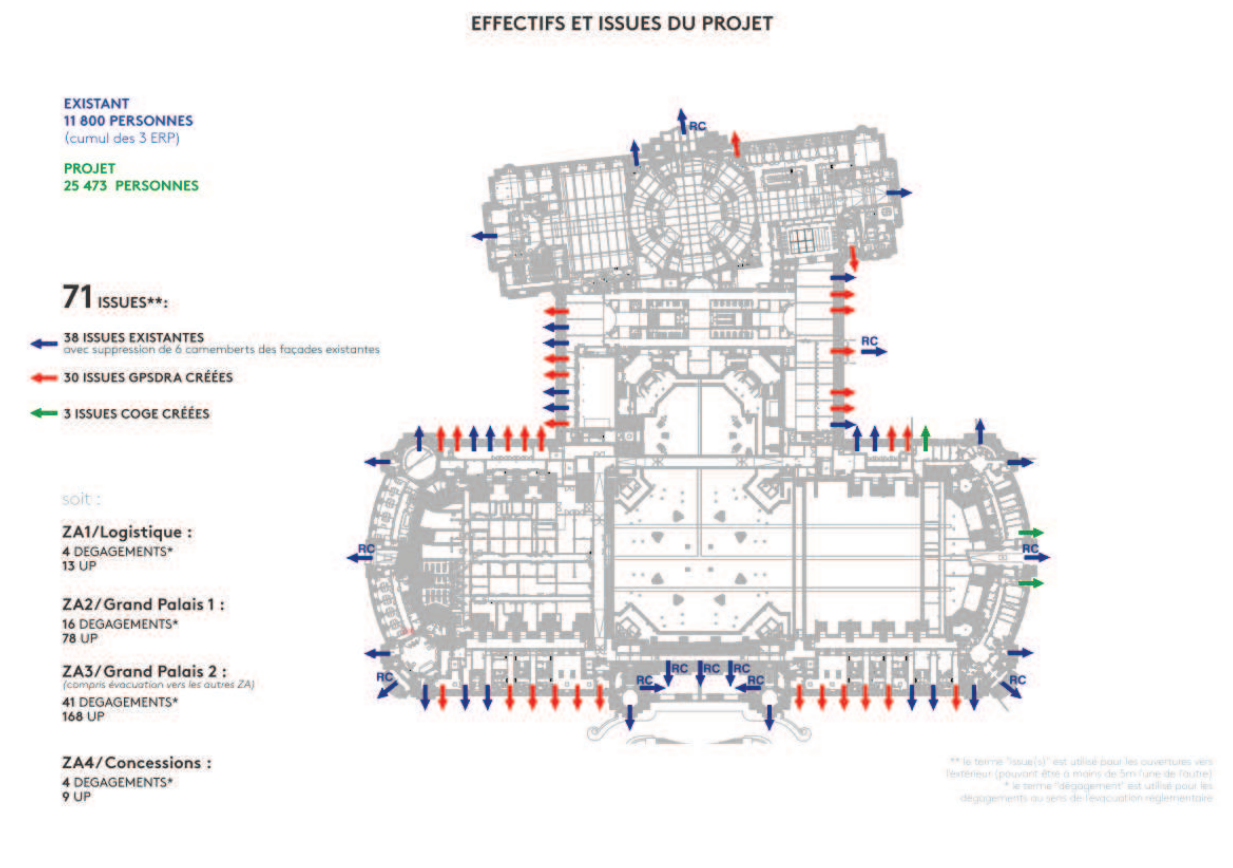 EFFECTIFS ET ISSUES DU PROJET
EXISTANT
11 800 PERSONNES
(cumul des 3 ERP)
PROJET
25 473 PERSONNES
71 ISSUES**:
38 ISSUES EXISTANTES
avec suppression de 6 camemberts des façades existantes
30 ISSUES GPSDRA CRÉÉES
3 ISSUES COGE CRÉÉES
soit :
ZA1/Logistique :
4 DEGAGEMENTS*
13 UP
ZA2/Grand Palais 1 :
16 DEGAGEMENTS*
78 UP
ZA3/Grand Palais 2 :
(compris évacuation vers les autres ZA)
41 DEGAGEMENTS*
168 UP
ZA4/Concessions :
4 DEGAGEMENTS*
9 UP
RC
RC
RC
RC
RC
RC
RC
RC
RC
RC
RC
** le terme "issue(s)" est utilisé pour les ouvertures vers
l'extérieur (pouvant être à moins de 5m l'une de l'autre)
* le terme "dégagement" est utilisé pour les
dégagements au sens de l'évacuation réglementaire